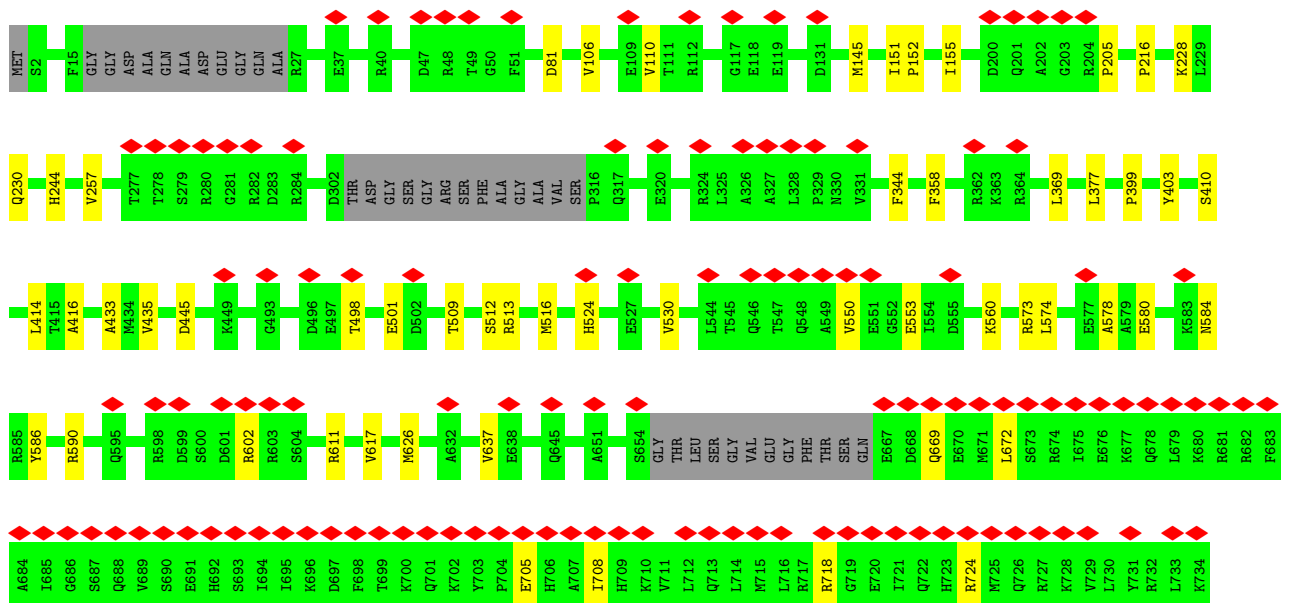 MET S2 F15 GLY GLY ASP ALA GLN ALA ASP GLU GLY GLN ALA R27 E37 R40 D47 R48 T49 G50 F51 D81 V106 E109 V110 T111 R112 G117 E118 E119 D131 M145 I151 P152 I155 D200 Q201 A202 G203 R204 P205 P216 K228 L229
Q230 H244 V257 T277 T278 S279 R280 G281 R282 D283 R284 D302 THR ASP GLY SER GLY ARG SER PHE ALA GLY ALA VAL SER P316 Q317 E320 R324 L325 A326 A327 L328 P329 N330 V331 F344 F358 R362 K363 R364 L369 L377 P399 Y403 S410
L414 T415 A416 A433 M434 V435 D445 K449 G493 D496 E497 T498 E501 D502 T509 S512 R513 M516 H524 E527 V530 L544 T545 Q546 T547 Q548 A549 V550 E551 G552 E553 I554 D555 K560 R573 L574 E577 A578 A579 E580 K583 N584
R585 Y586 R590 Q595 R598 D599 S600 D601 R602 R603 S604 R611 V617 M626 A632 V637 E638 Q645 A651 S654 GLY THR LEU SER GLY VAL GLU GLY PHE THR SER GLN E667 D668 Q669 E670 M671 L672 S673 R674 I675 E676 K677 Q678 L679 K680 R681 R682 F683
A684 I685 G686 S687 Q688 V689 S690 E691 H692 S693 I694 I695 K696 D697 F698 T699 K700 Q701 K702 Y703 P704 E705 H706 A707 I708 H709 K710 V711 L712 Q713 L714 M715 L716 R717 R718 G719 E720 I721 Q722 H723 R724 M725 Q726 R727 K728 V729 L730 Y731 R732 L733 K734